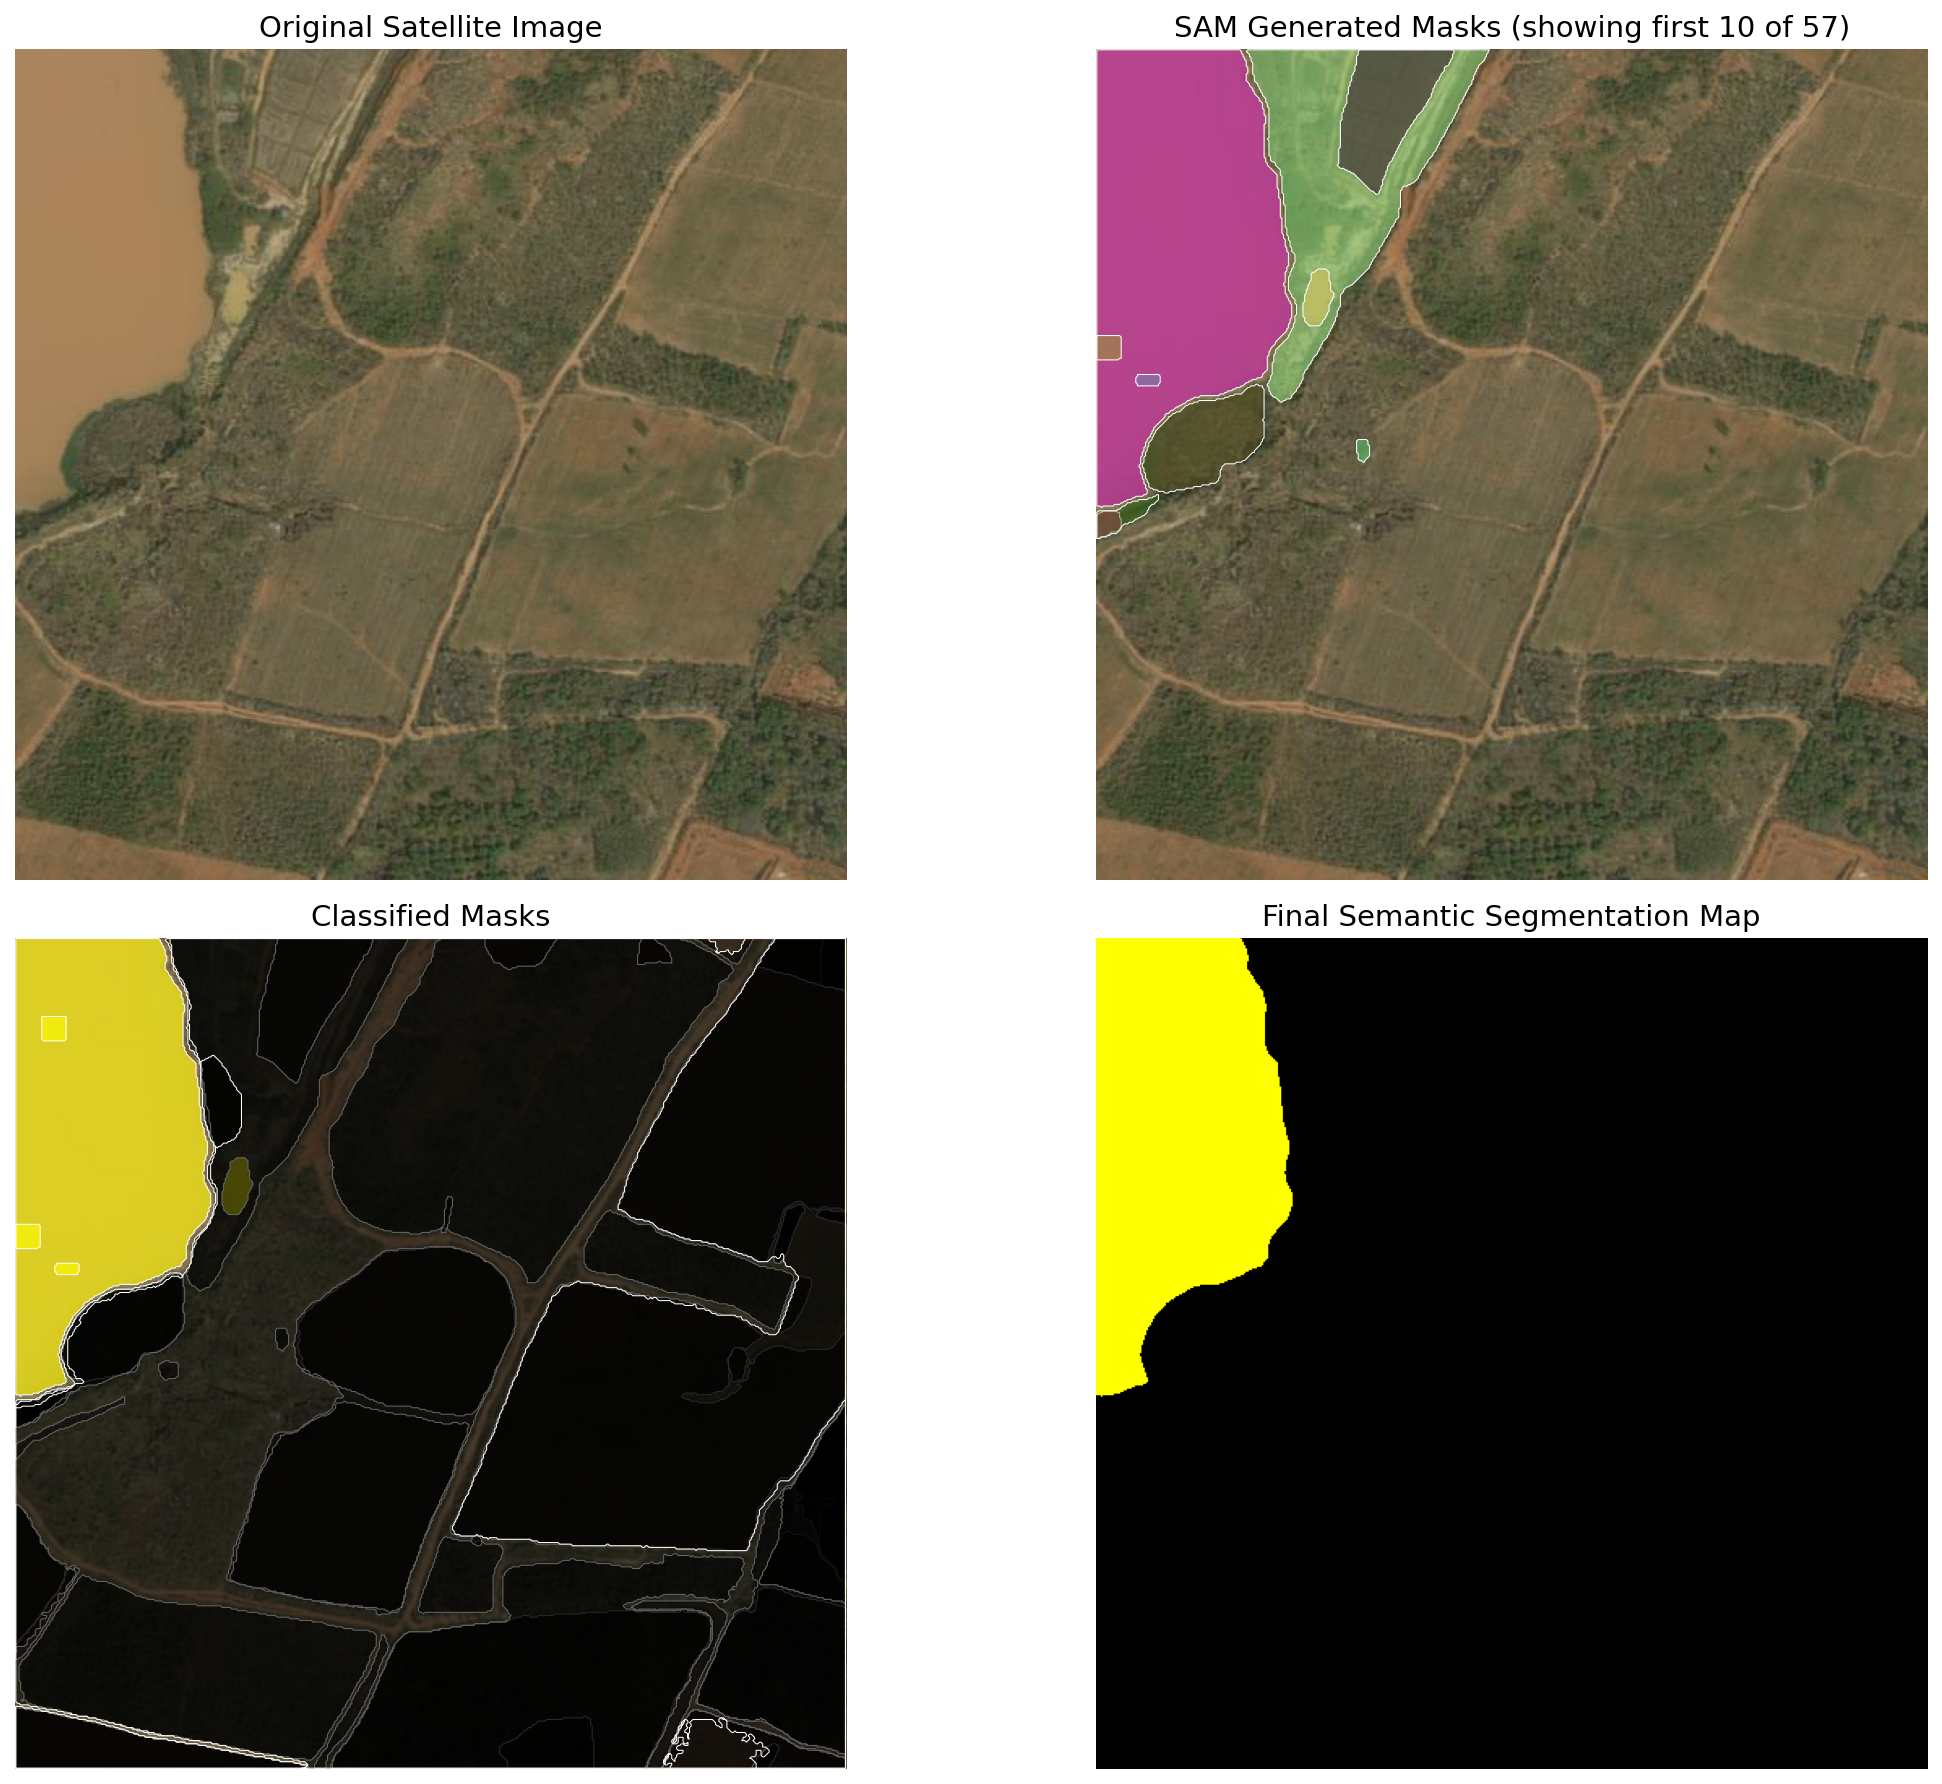 Original Satellite Image
SAM Generated Masks (showing first 10 of 57)
Classified Masks
Final Semantic Segmentation Map